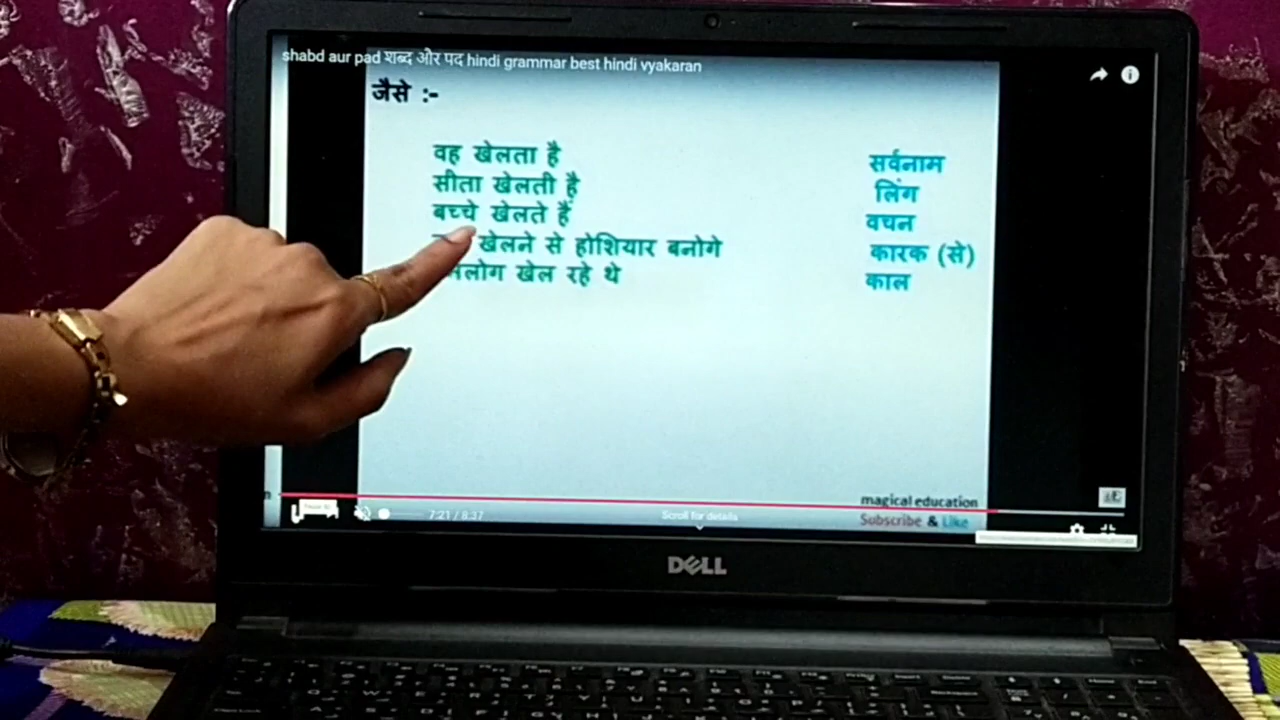 shabd aur pad शब्द ओर पद hindi grammar best hindi vyakaran
जैसे :-
वह खेलता है सर्वनाम
सीता खेलती है लिंग
बच्चे खेलते हैं वचन
खेलने से होशियार बनोगे कारक (से)
खेल रहे थे काल
magical education
Subscribe & Like
7:21 / 8:37
Scroll for details
DELL